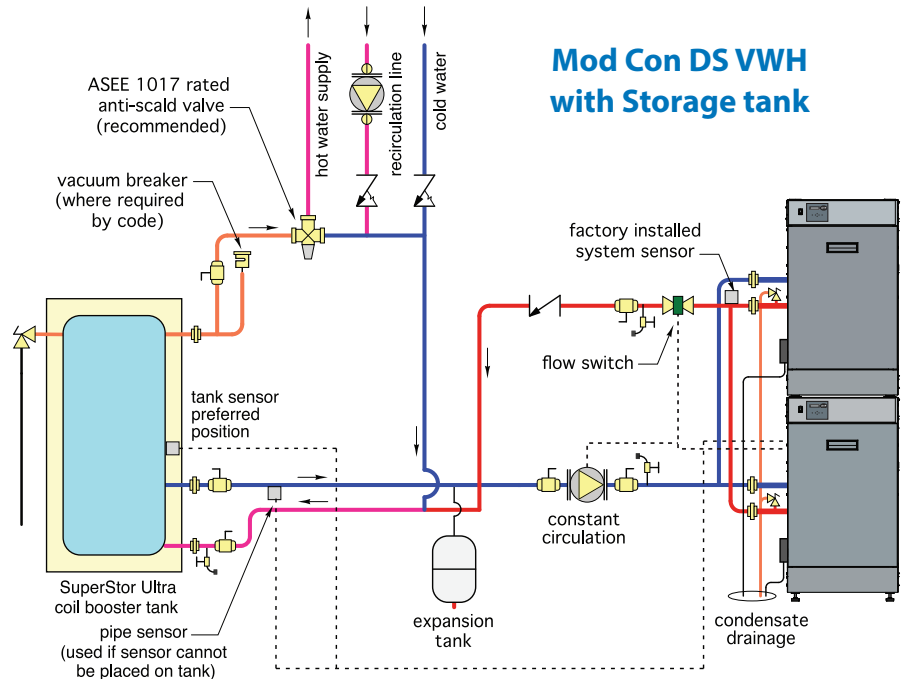 Mod Con DS VWH
with Storage tank
ASEE 1017 rated
anti-scald valve
(recommended)
hot water supply
recirculation line
cold water
vacuum breaker
(where required
by code)
factory installed
system sensor
flow switch
tank sensor
preferred
position
constant
circulation
SuperStor Ultra
coil booster tank
pipe sensor
(used if sensor cannot
be placed on tank)
expansion
tank
condensate
drainage